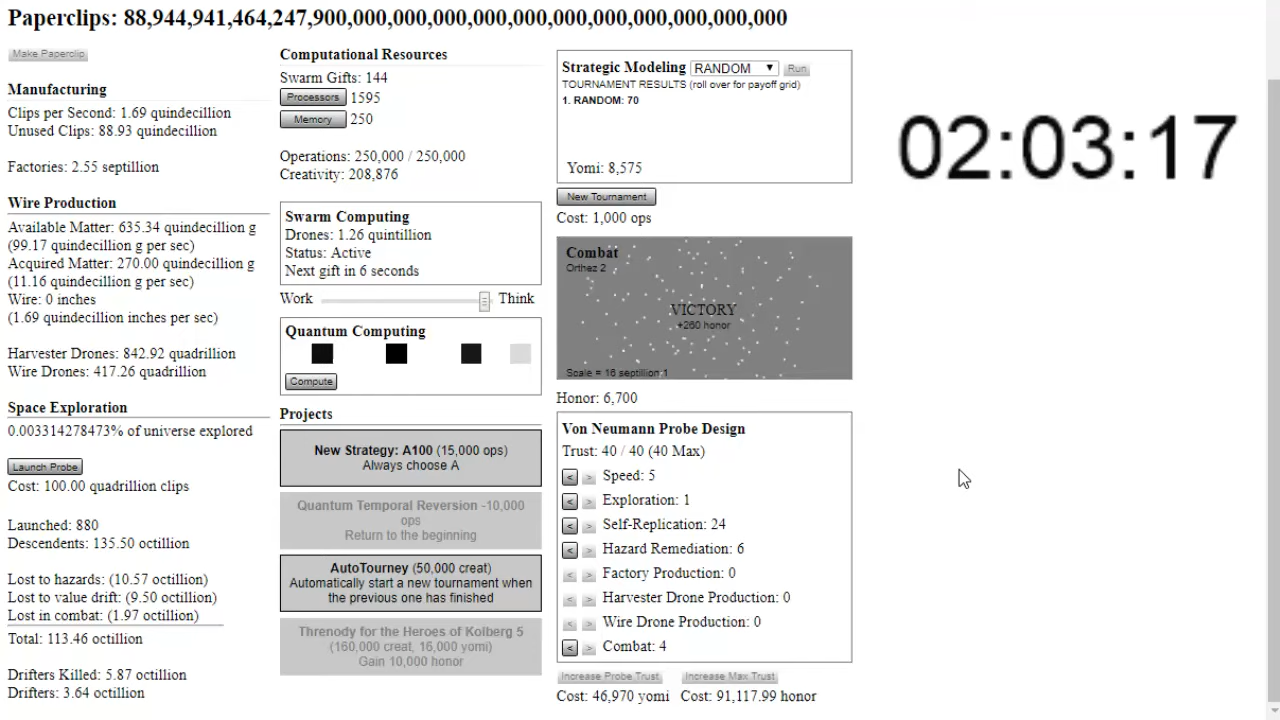 Paperclips: 88,944,941,464,247,900,000,000,000,000,000,000,000,000,000,000,000
Make Paperclip
Manufacturing
Clips per Second: 1.69 quindecillion
Unused Clips: 88.93 quindecillion
Factories: 2.55 septillion
Wire Production
Available Matter: 635.34 quindecillion g
(99.17 quindecillion g per sec)
Acquired Matter: 270.00 quindecillion g
(11.16 quindecillion g per sec)
Wire: 0 inches
(1.69 quindecillion inches per sec)
Harvester Drones: 842.92 quadrillion
Wire Drones: 417.26 quadrillion
Space Exploration
0.003314278473% of universe explored
Launch Probe
Cost: 100.00 quadrillion clips
Launched: 880
Descendents: 135.50 octillion
Lost to hazards: (10.57 octillion)
Lost to value drift: (9.50 octillion)
Lost in combat: (1.97 octillion)
Total: 113.46 octillion
Drifters Killed: 5.87 octillion
Drifters: 3.64 octillion
Computational Resources
Swarm Gifts: 144
Processors 1595
Memory 250
Operations: 250,000 / 250,000
Creativity: 208,876
Swarm Computing
Drones: 1.26 quintillion
Status: Active
Next gift in 6 seconds
Work Think
Quantum Computing
Compute
Projects
New Strategy: A100 (15,000 ops)
Always choose A
Quantum Temporal Reversion -10,000
ops
Return to the beginning
AutoTourney (50,000 creat)
Automatically start a new tournament when
the previous one has finished
Threnody for the Heroes of Kolberg 5
(160,000 creat, 16,000 yomi)
Gain 10,000 honor
Strategic Modeling RANDOM Run
TOURNAMENT RESULTS (roll over for payoff grid)
1. RANDOM: 70
Yomi: 8,575
New Tournament
Cost: 1,000 ops
Combat
Orthez 2
VICTORY
+260 honor
Scale = 16 septillion:1
Honor: 6,700
Von Neumann Probe Design
Trust: 40 / 40 (40 Max)
< > Speed: 5
< > Exploration: 1
< > Self-Replication: 24
< > Hazard Remediation: 6
< > Factory Production: 0
< > Harvester Drone Production: 0
< > Wire Drone Production: 0
< > Combat: 4
Increase Probe Trust Increase Max Trust
Cost: 46,970 yomi Cost: 91,117.99 honor
02:03:17